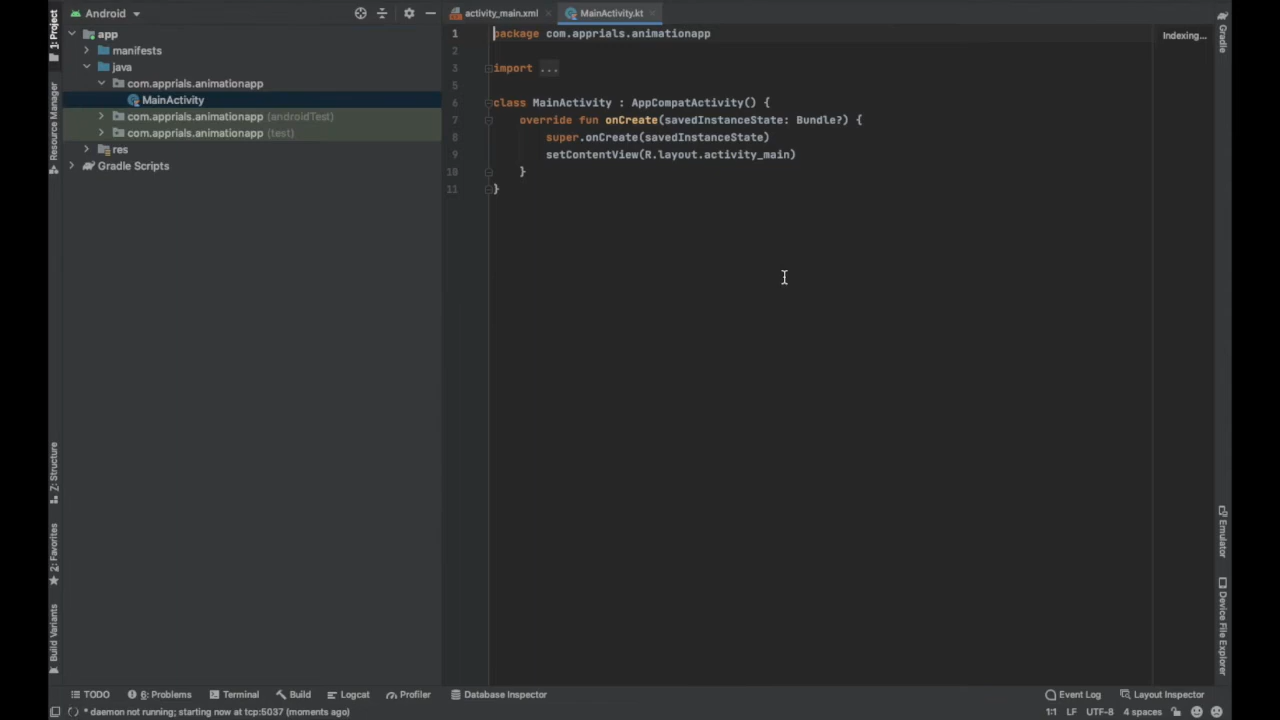 1: Project
Resource Manager
Z: Structure
2: Favorites
Build Variants
Android
app
manifests
java
com.apprials.animationapp
MainActivity
com.apprials.animationapp (androidTest)
com.apprials.animationapp (test)
res
Gradle Scripts
activity_main.xml
MainActivity.kt
1 package com.apprials.animationapp
2
3 import ...
5
6 class MainActivity : AppCompatActivity() {
7 override fun onCreate(savedInstanceState: Bundle?) {
8 super.onCreate(savedInstanceState)
9 setContentView(R.layout.activity_main)
10 }
11 }
Indexing...
Gradle
Emulator
Device File Explorer
TODO 6: Problems Terminal Build Logcat Profiler Database Inspector Event Log Layout Inspector
* daemon not running; starting now at tcp:5037 (moments ago) 1:1 LF UTF-8 4 spaces